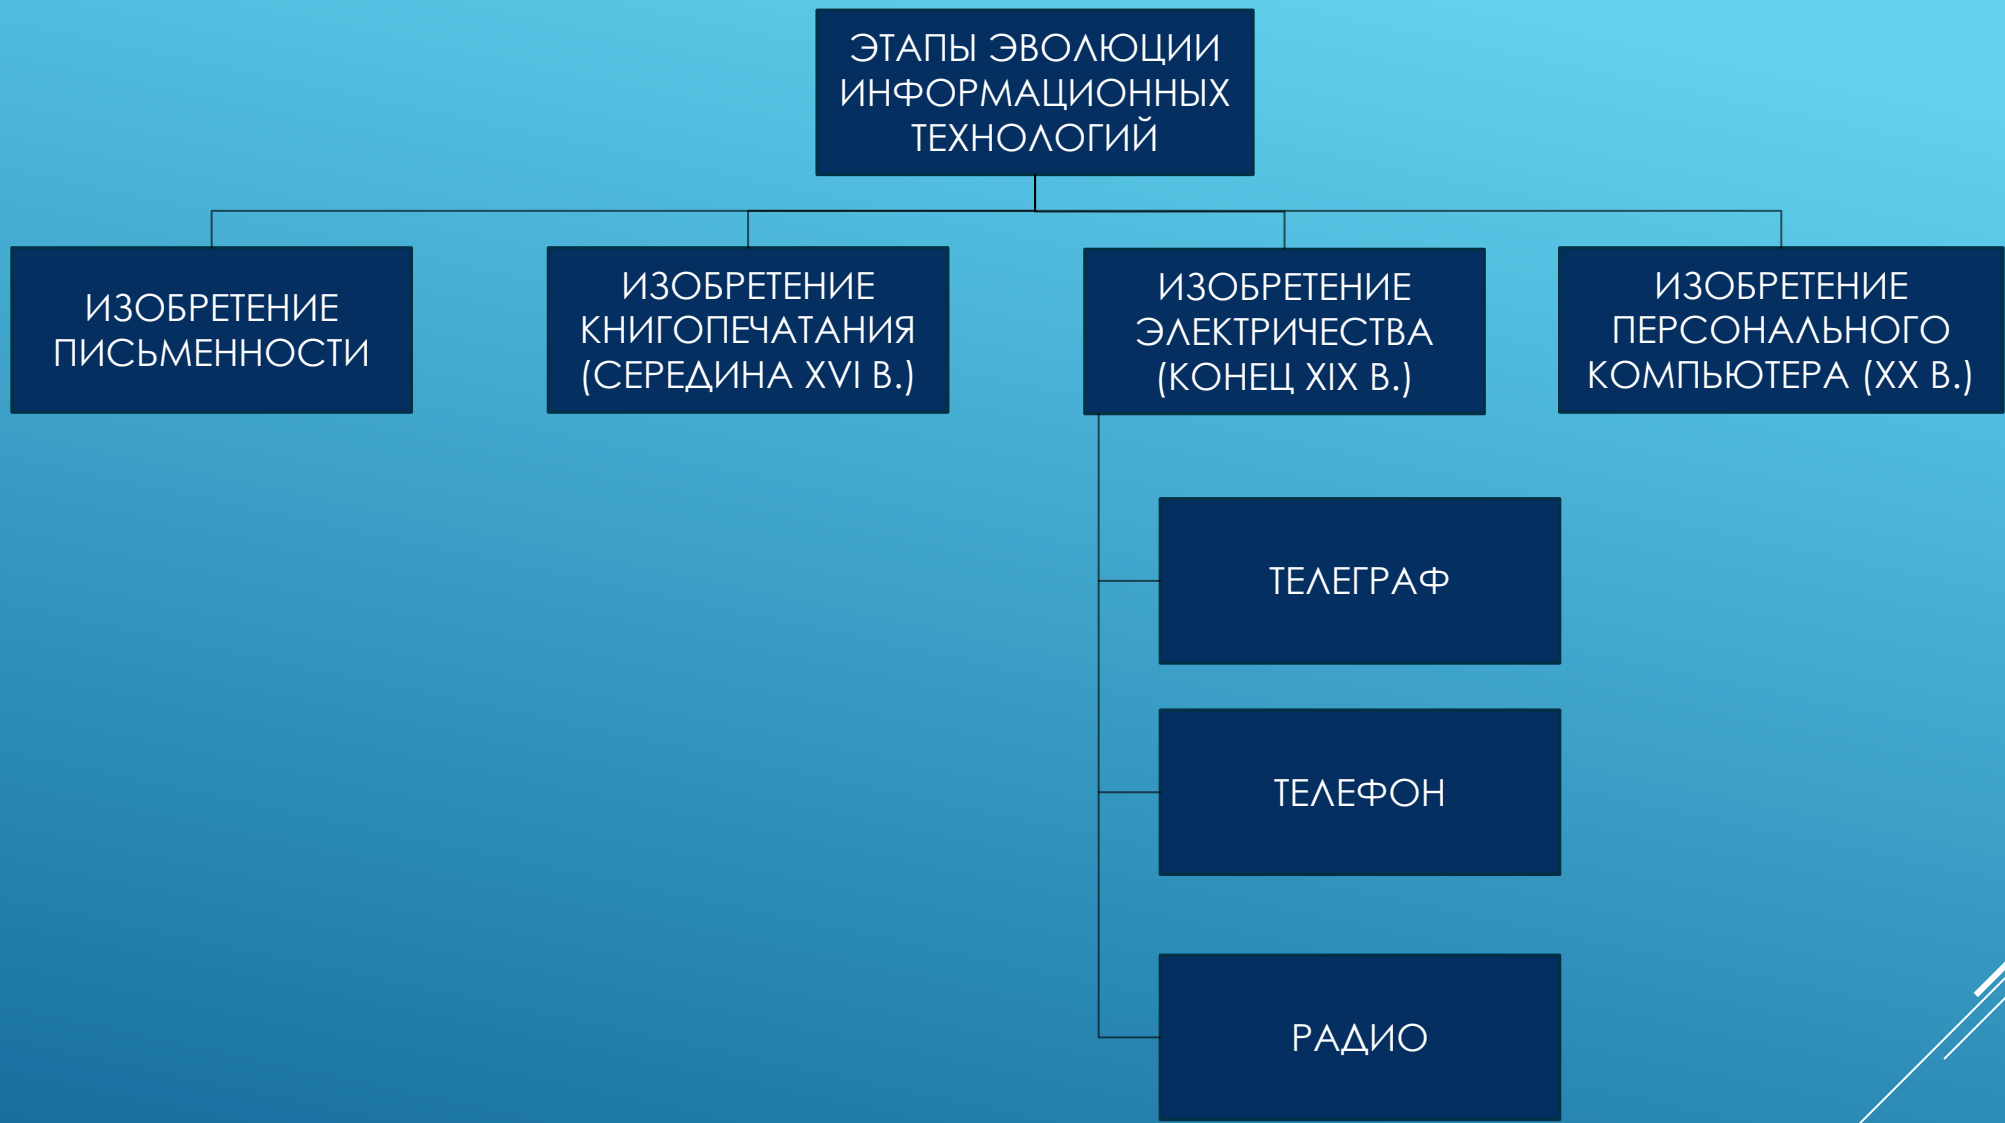 ЭТАПЫ ЭВОЛЮЦИИ
ИНФОРМАЦИОННЫХ
ТЕХНОЛОГИЙ
ИЗОБРЕТЕНИЕ
ПИСЬМЕННОСТИ
ИЗОБРЕТЕНИЕ
КНИГОПЕЧАТАНИЯ
(СЕРЕДИНА XVI В.)
ИЗОБРЕТЕНИЕ
ЭЛЕКТРИЧЕСТВА
(КОНЕЦ XIX В.)
ИЗОБРЕТЕНИЕ
ПЕРСОНАЛЬНОГО
КОМПЬЮТЕРА (XX В.)
ТЕЛЕГРАФ
ТЕЛЕФОН
РАДИО